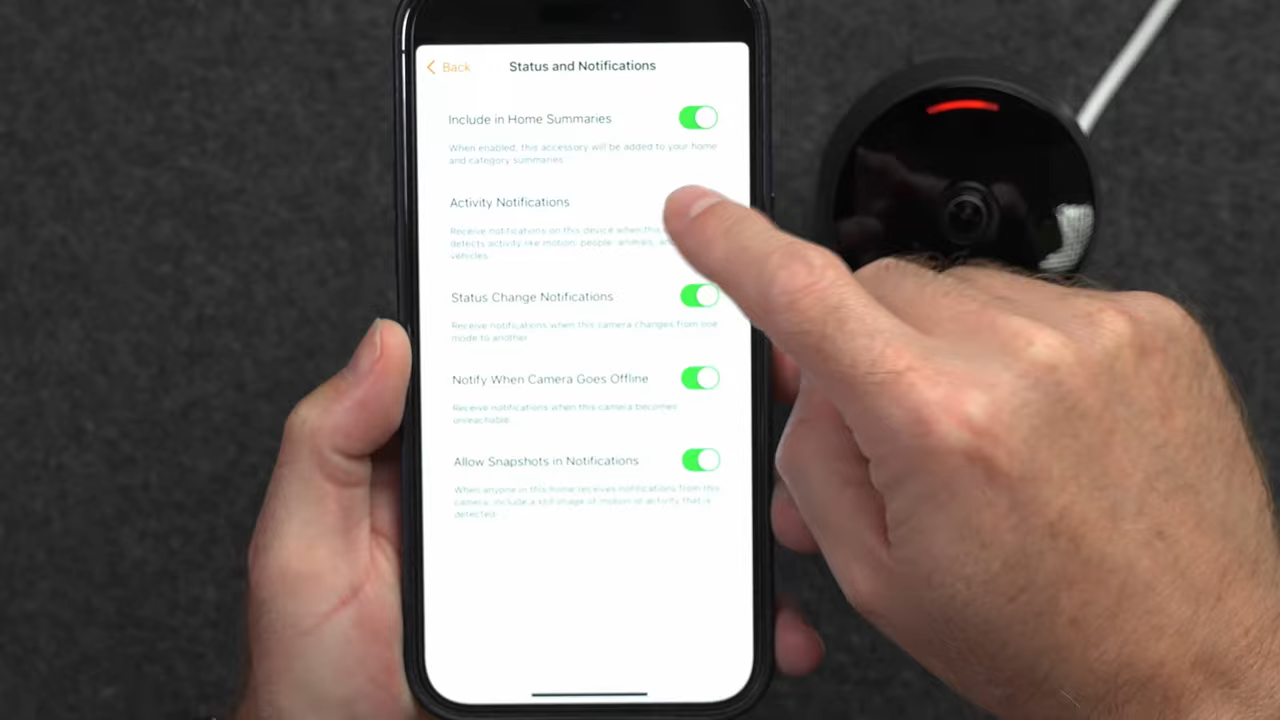 Back
Status and Notifications
Include in Home Summaries
When enabled, this accessory will be added to your home
and category summaries.
Activity Notifications
Receive notifications on this device when this
detects activity like motion, people, animals,
vehicles.
Status Change Notifications
Receive notifications when this camera changes from one
mode to another.
Notify When Camera Goes Offline
Receive notifications when this camera becomes
unreachable.
Allow Snapshots in Notifications
When anyone in this home receives notifications from this
camera, include a still image of motion or activity that is
detected.